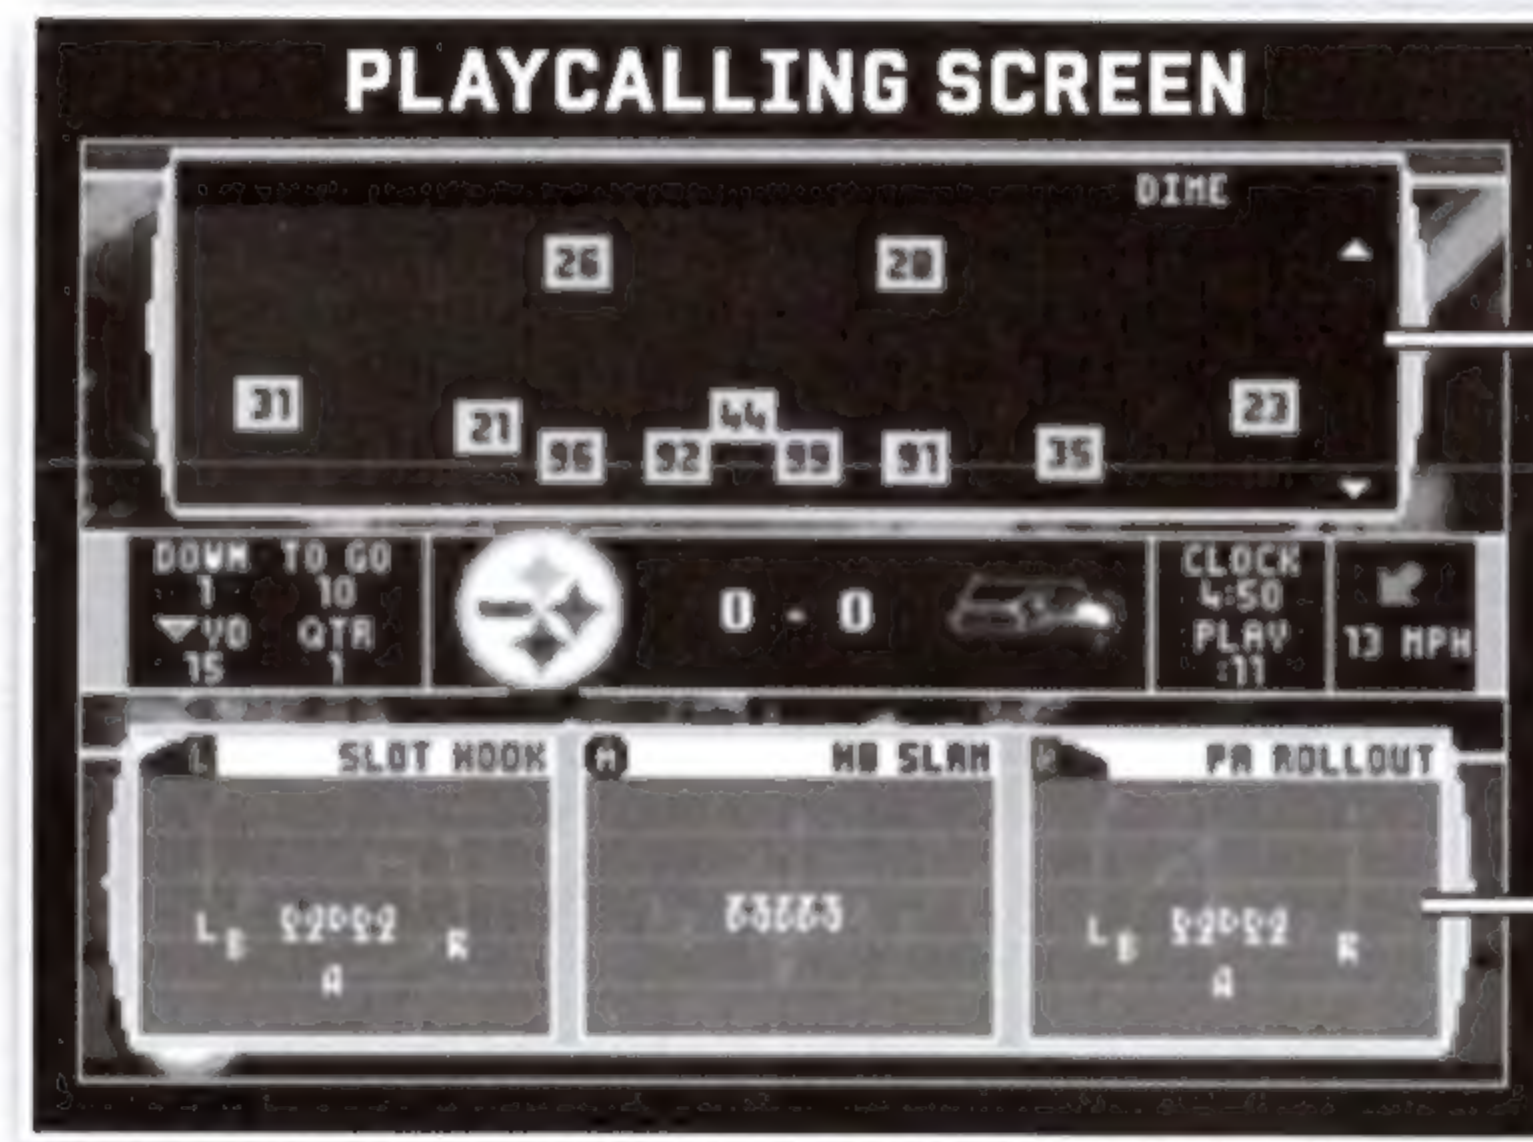 PLAYCALLING SCREEN
DIME
26 20
31 21 44 23
96 92 99 91 35
DOWN TO GO
1 10
YD QTR
15 1
0 - 0
CLOCK
4:50
PLAY
:11
13 MPH
L SLOT HOOK
M HB SLAM
R PA ROLLOUT
L B R
A
L B R
A